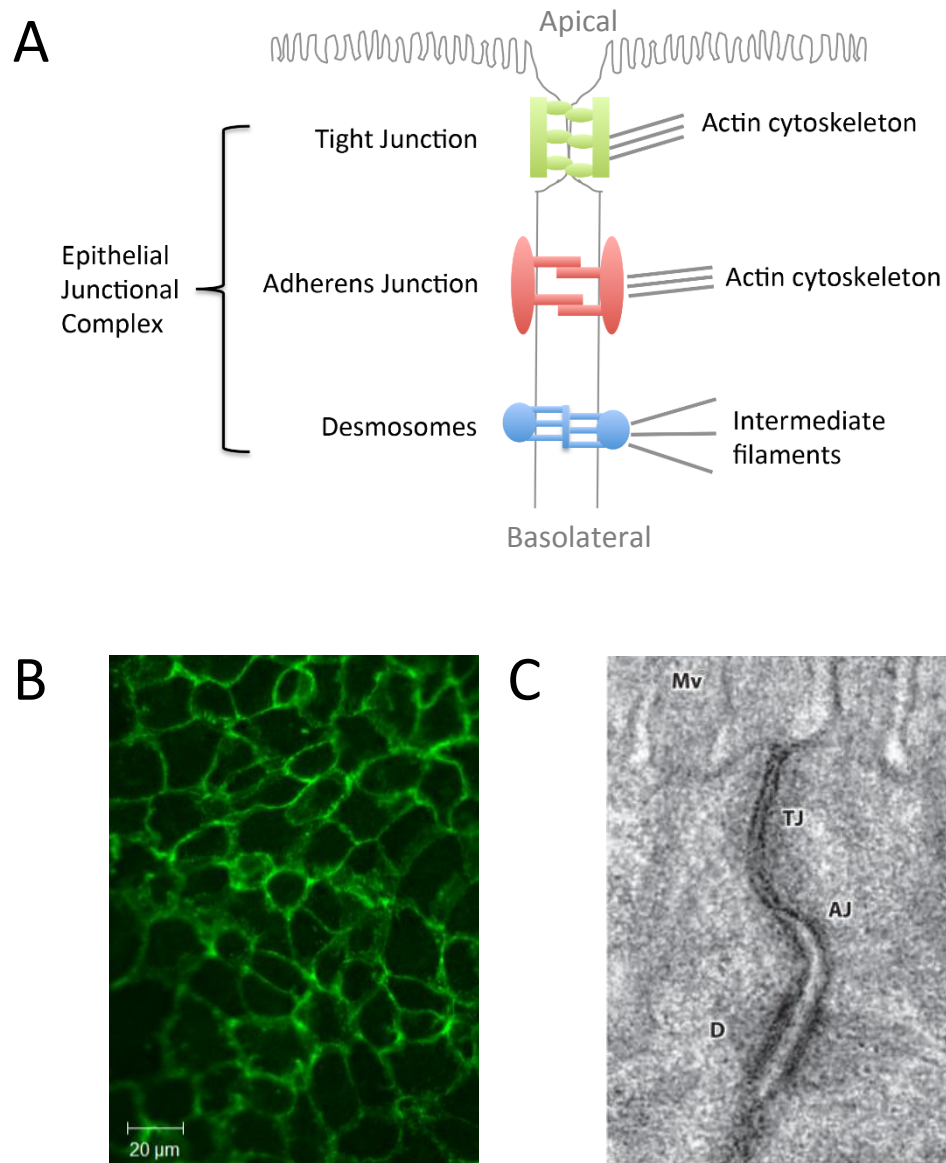 A
Apical
Tight Junction
Actin cytoskeleton
Epithelial
Junctional
Complex
Adherens Junction
Actin cytoskeleton
Desmosomes
Intermediate
filaments
Basolateral
B
20 µm
C
Mv
TJ
AJ
D